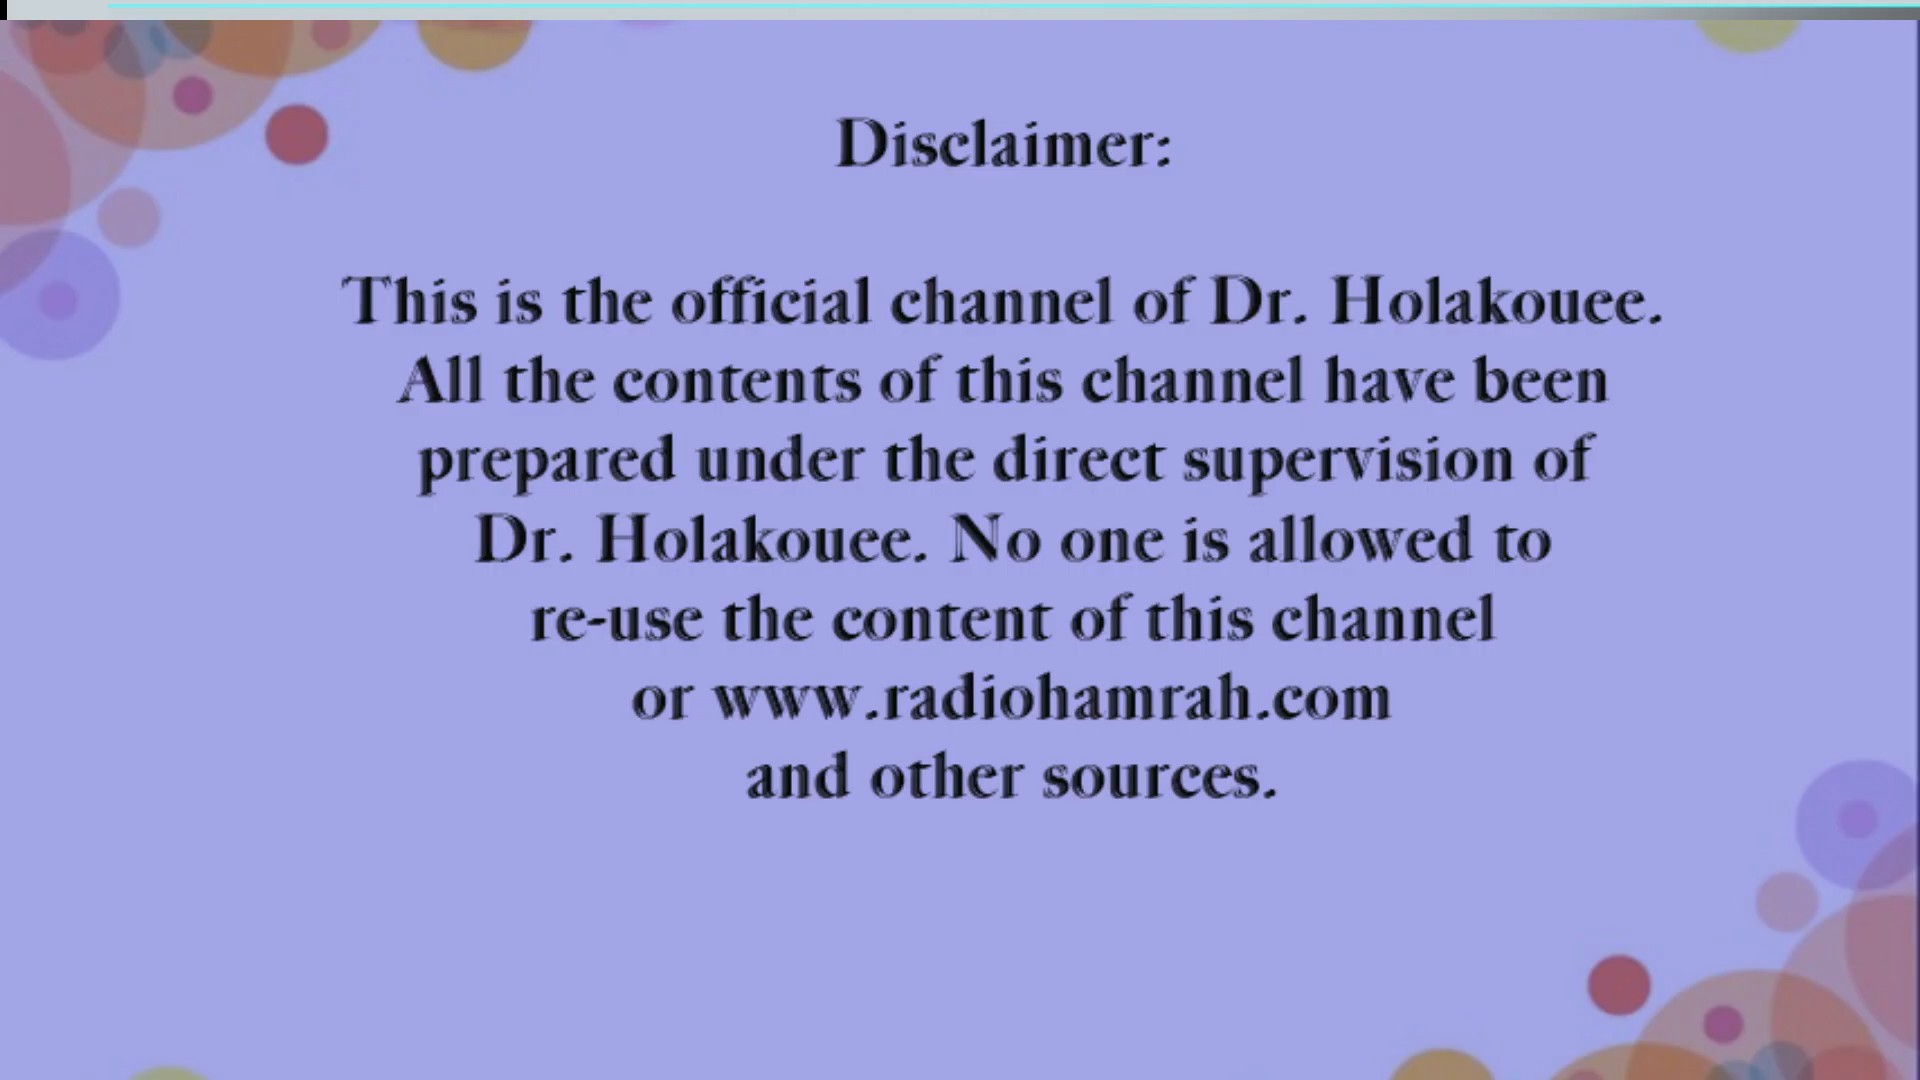 Disclaimer:
This is the official channel of Dr. Holakouee.
All the contents of this channel have been
prepared under the direct supervision of
Dr. Holakouee. No one is allowed to
re-use the content of this channel
or www.radiohamrah.com
and other sources.